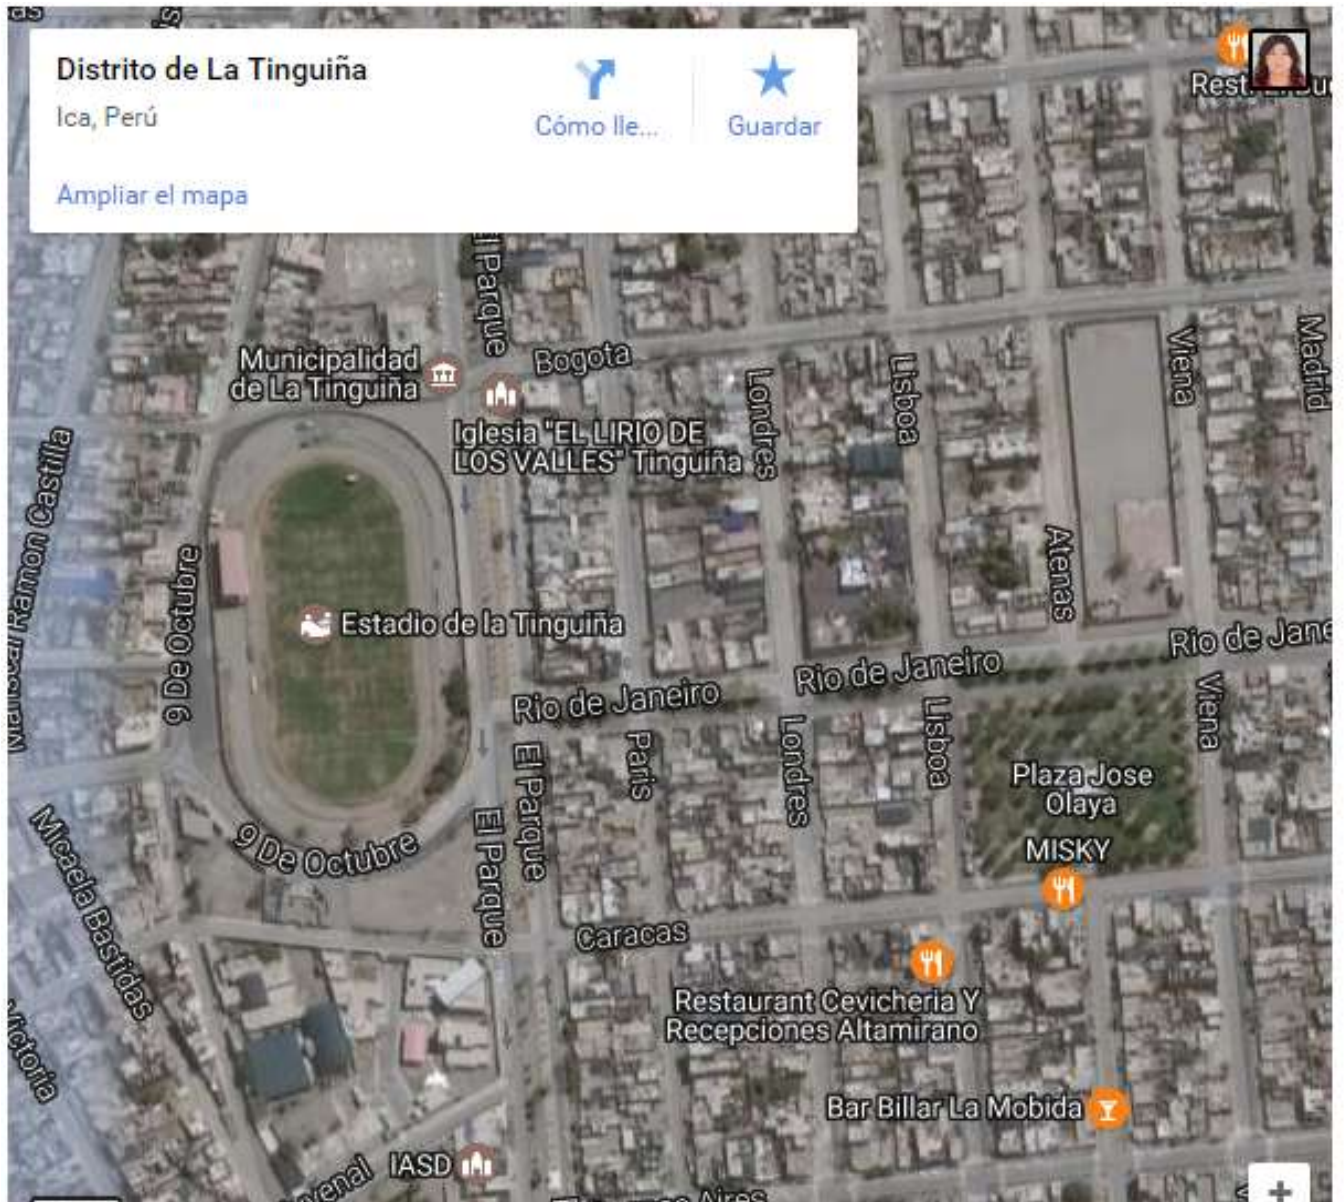 Distrito de La Tinguiña
Ica, Perú
Cómo lle...
Guardar
Ampliar el mapa
El Parque
Bogota
Municipalidad
de La Tinguiña
Iglesia "EL LIRIO DE
LOS VALLES" Tinguiña
Londres
Lisboa
Viena
Madrid
Mariscal Ramon Castilla
9 De Octubre
Atenas
Estadio de la Tinguiña
Rio de Janeiro
Rio de Janeiro
Rio de Jane
Paris
Londres
Lisboa
Viena
El Parque
El Parque
Plaza Jose
Olaya
MISKY
9 De Octubre
Micaela Bastidas
Caracas
Restaurant Cevicheria Y
Recepciones Altamirano
Bar Billar La Mobida
Victoria
IASD
Aires
+